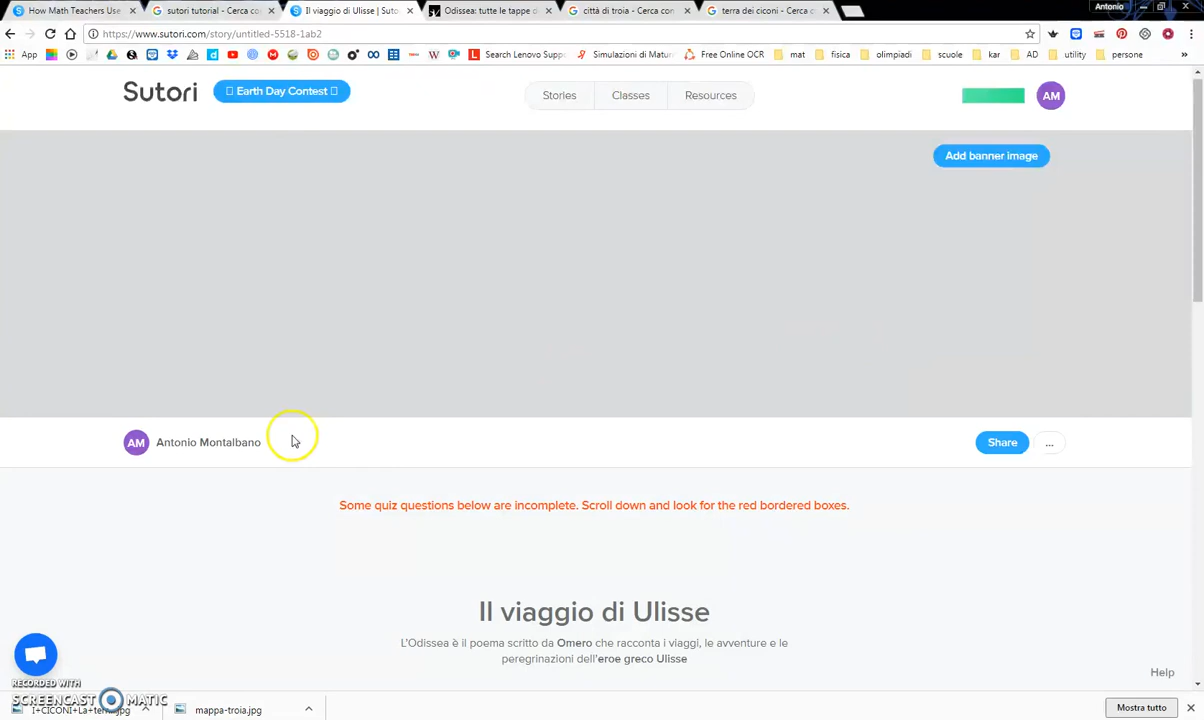 Antonio
How Math Teachers Use
sutori tutorial - Cerca co
Il viaggio di Ulisse | Suto
Odissea: tutte le tappe d
città di troia - Cerca con
terra dei ciconi - Cerca c
https://www.sutori.com/story/untitled-5518-1ab2
App
Search Lenovo Suppo
Simulazioni di Matur
Free Online OCR
mat
fisica
olimpiadi
scuole
kar
AD
utility
persone
Sutori
Earth Day Contest
Stories
Classes
Resources
AM
Add banner image
AM
Antonio Montalbano
Share
...
Some quiz questions below are incomplete. Scroll down and look for the red bordered boxes.
Il viaggio di Ulisse
L'Odissea è il poema scritto da Omero che racconta i viaggi, le avventure e le
peregrinazioni dell'eroe greco Ulisse
Help
RECORDED WITH
SCREENCAST MATIC
mappa-troia.jpg
Mostra tutto